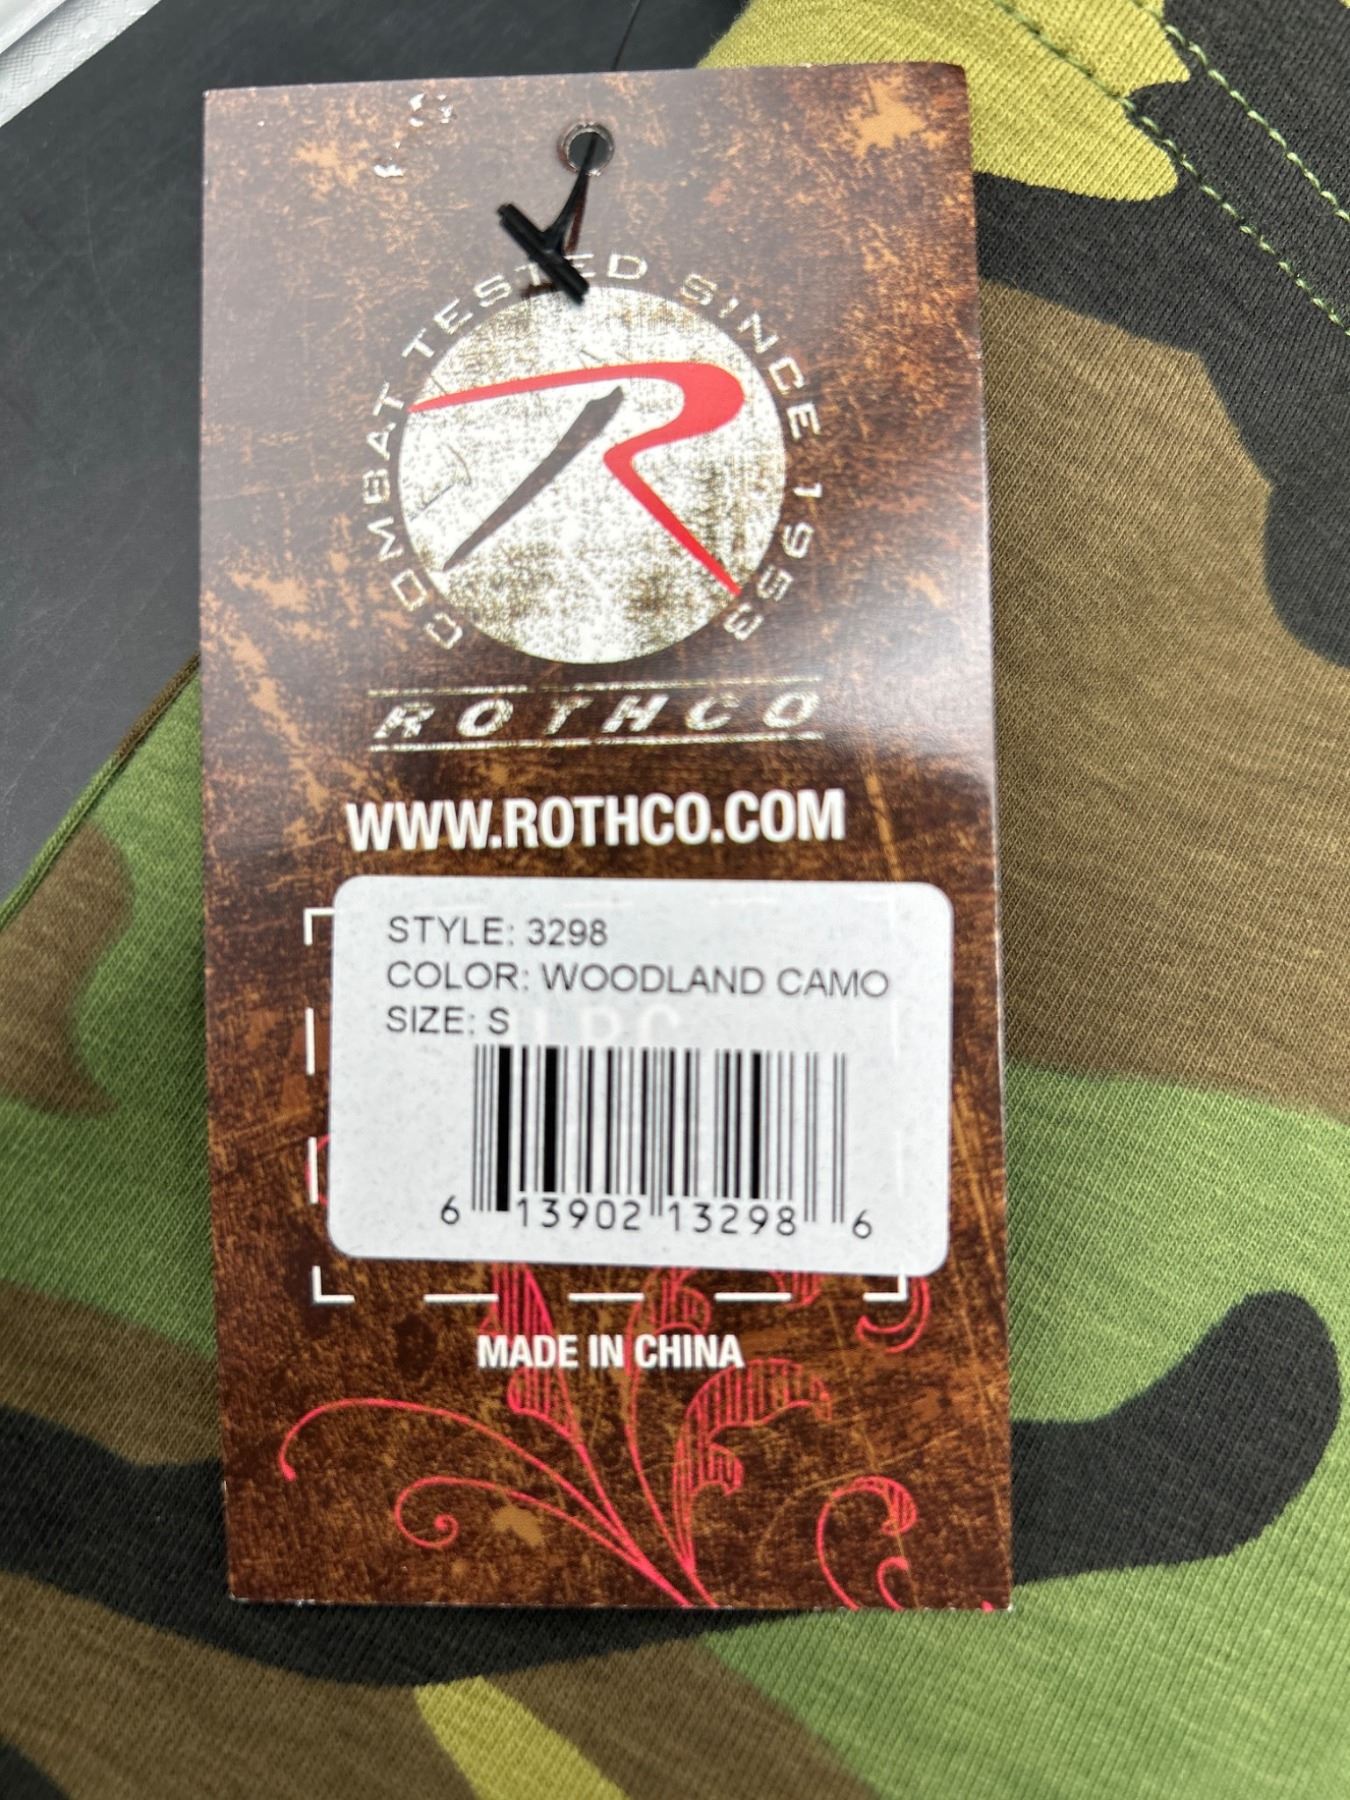 COMBAT TESTED SINCE 1953
R
ROTHCO
WWW.ROTHCO.COM
STYLE: 3298
COLOR: WOODLAND CAMO
SIZE: S
6 13902 13298 6
MADE IN CHINA